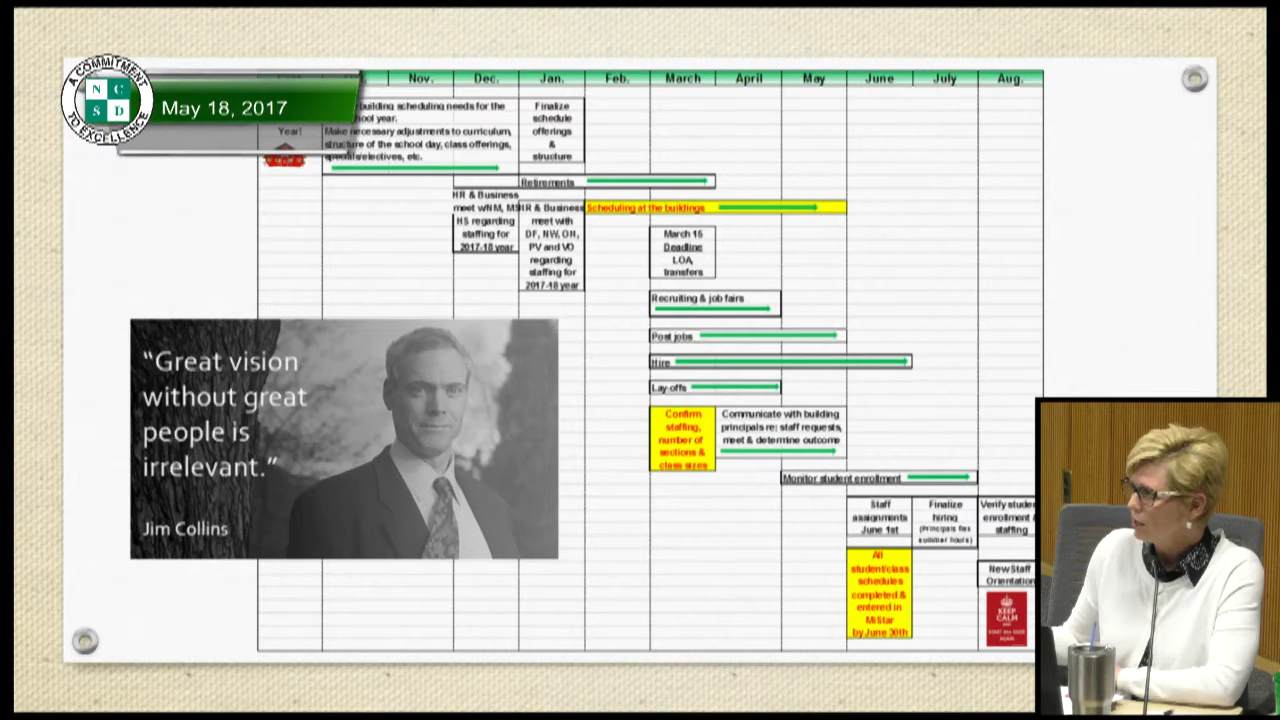 A COMMITMENT
N C
S D
TO EXCELLENCE
May 18, 2017
Nov.
Dec.
Jan.
Feb.
March
April
May
June
July
Aug.
building scheduling needs for the
year.
Year!
Make necessary adjustments to curriculum,
structure of the school day, class offerings,
specials/electives, etc.
Finalize
schedule
offerings
&
structure
Retirements
HR & Business
HS regarding
staffing for
2017-18 year
HR & Business
meet with
DF, NW, OH,
PV and VO
regarding
staffing for
2017-18 year
Scheduling at the buildings
March 15
Deadline
LOA,
transfers
Recruiting & job fairs
Post jobs
Hire
Lay-offs
Confirm
staffing,
number of
sections &
class sizes
Communicate with building
principals re; staff requests,
meet & determine outcome
Monitor student enrollment
Staff
assignments
June 1st
Finalize
hiring
(Principals flex
summer hours)
Verify
enrollment
staffing
All
student/class
schedules
completed &
entered in
MiStar
by June 30th
New Staff
Orientation
KEEP
CALM
“Great vision
without great
people is
irrelevant.”
Jim Collins